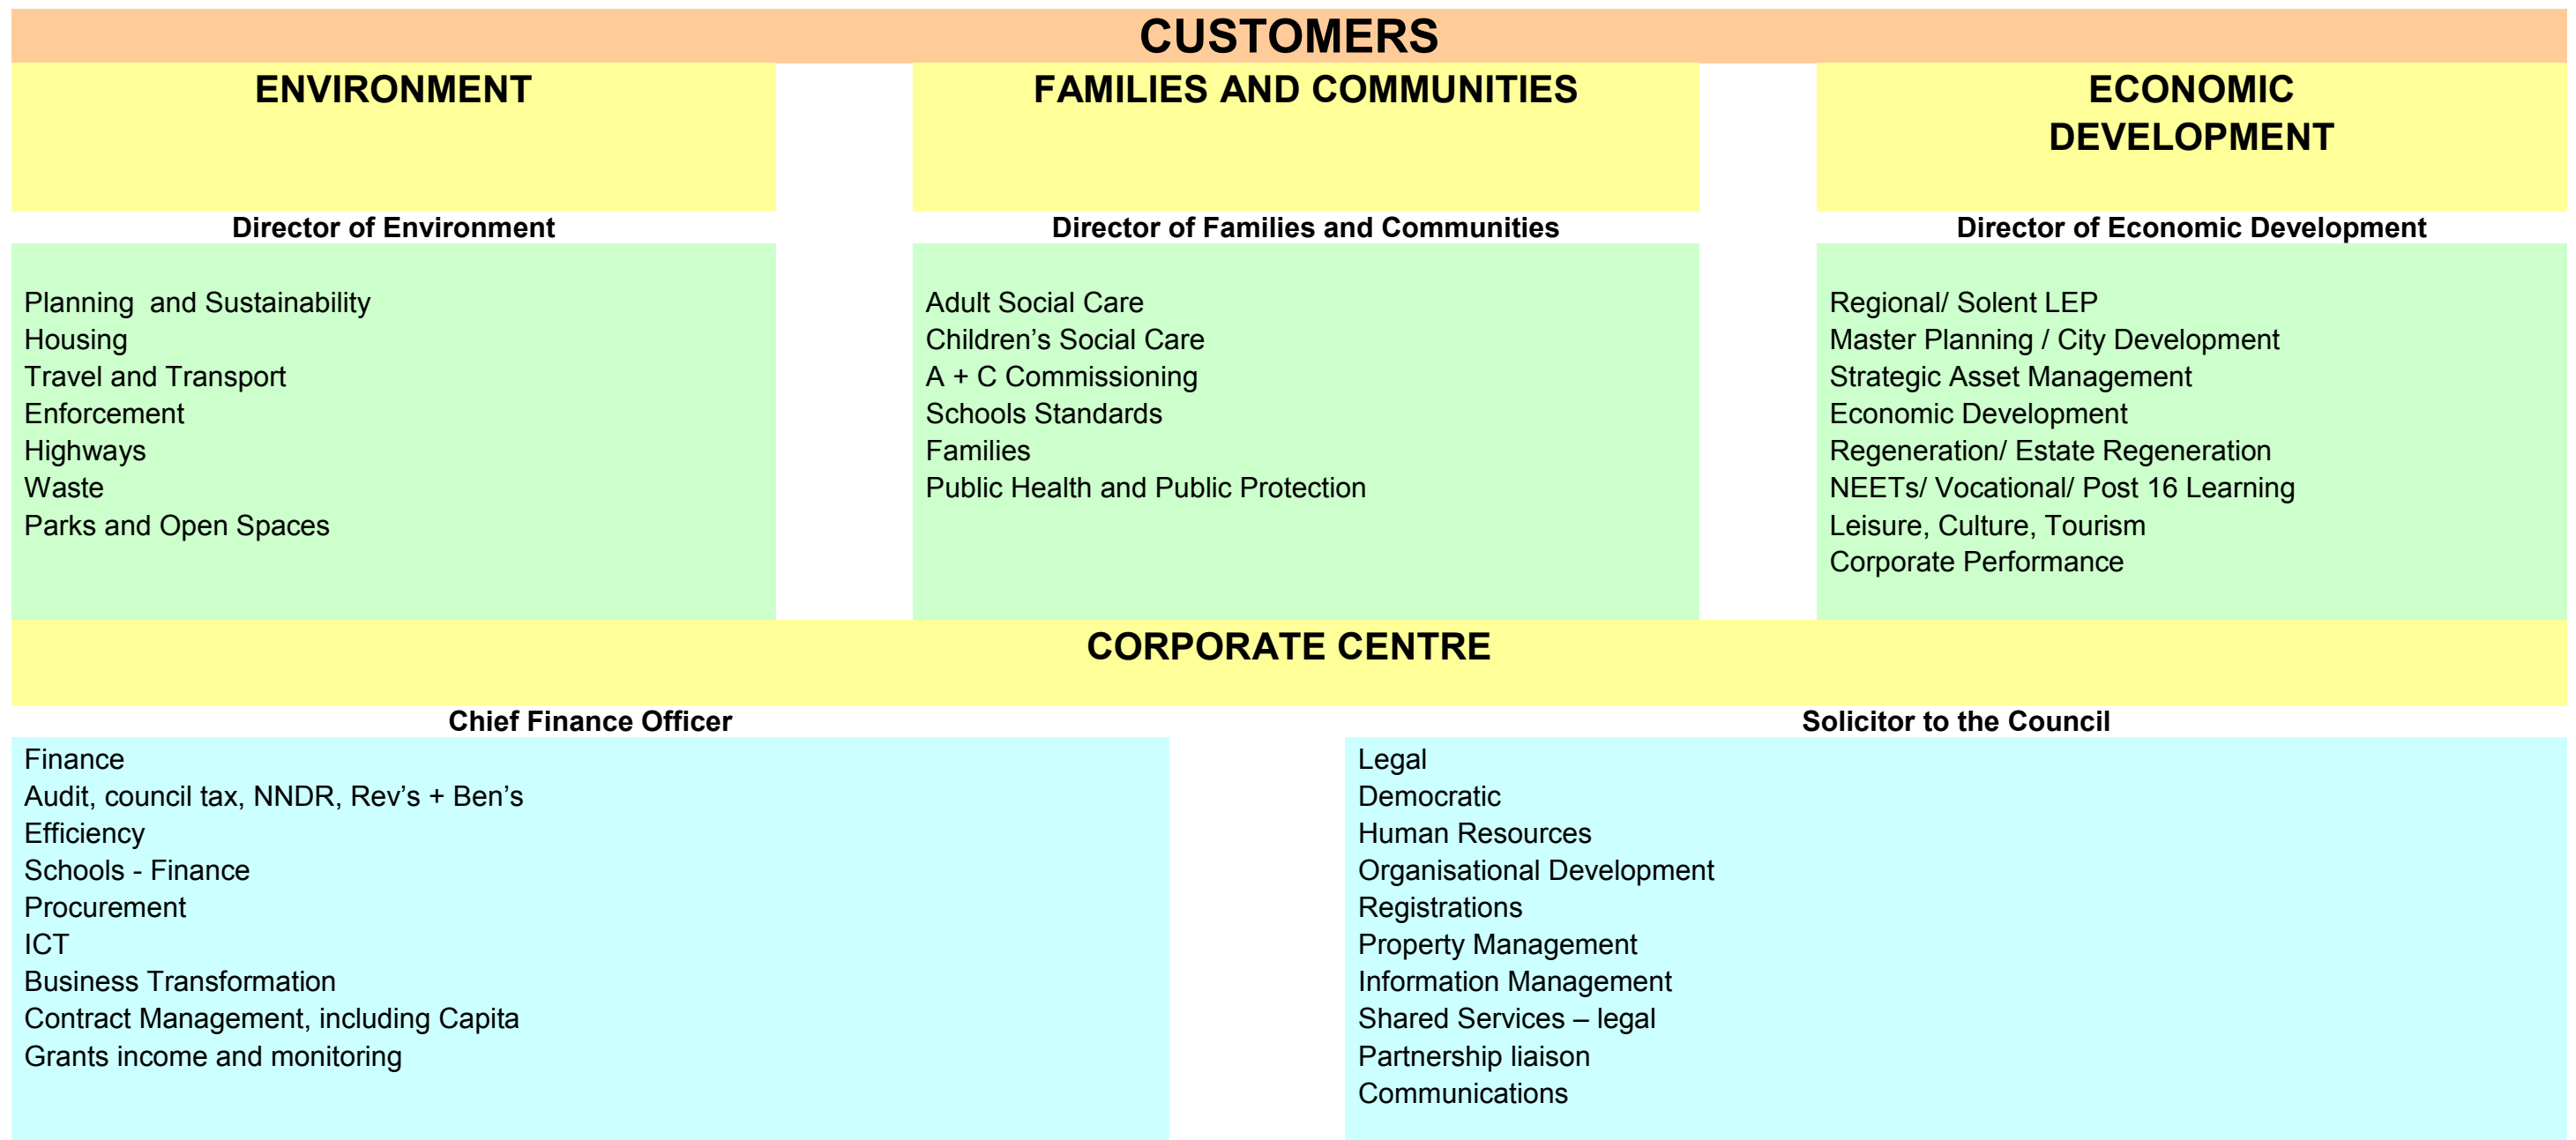 CUSTOMERS
ENVIRONMENT
Director of Environment
Planning  and Sustainability
Housing
Travel and Transport
Enforcement
Highways
Waste
Parks and Open Spaces
FAMILIES AND COMMUNITIES
Director of Families and Communities
Adult Social Care
Children’s Social Care
A + C Commissioning
Schools Standards
Families
Public Health and Public Protection
ECONOMIC
DEVELOPMENT
Director of Economic Development
Regional/ Solent LEP
Master Planning / City Development
Strategic Asset Management
Economic Development
Regeneration/ Estate Regeneration
NEETs/ Vocational/ Post 16 Learning
Leisure, Culture, Tourism
Corporate Performance
CORPORATE CENTRE
Chief Finance Officer
Finance
Audit, council tax, NNDR, Rev’s + Ben’s
Efficiency
Schools - Finance
Procurement
ICT
Business Transformation
Contract Management, including Capita
Grants income and monitoring
Solicitor to the Council
Legal
Democratic
Human Resources
Organisational Development
Registrations
Property Management
Information Management
Shared Services – legal
Partnership liaison
Communications